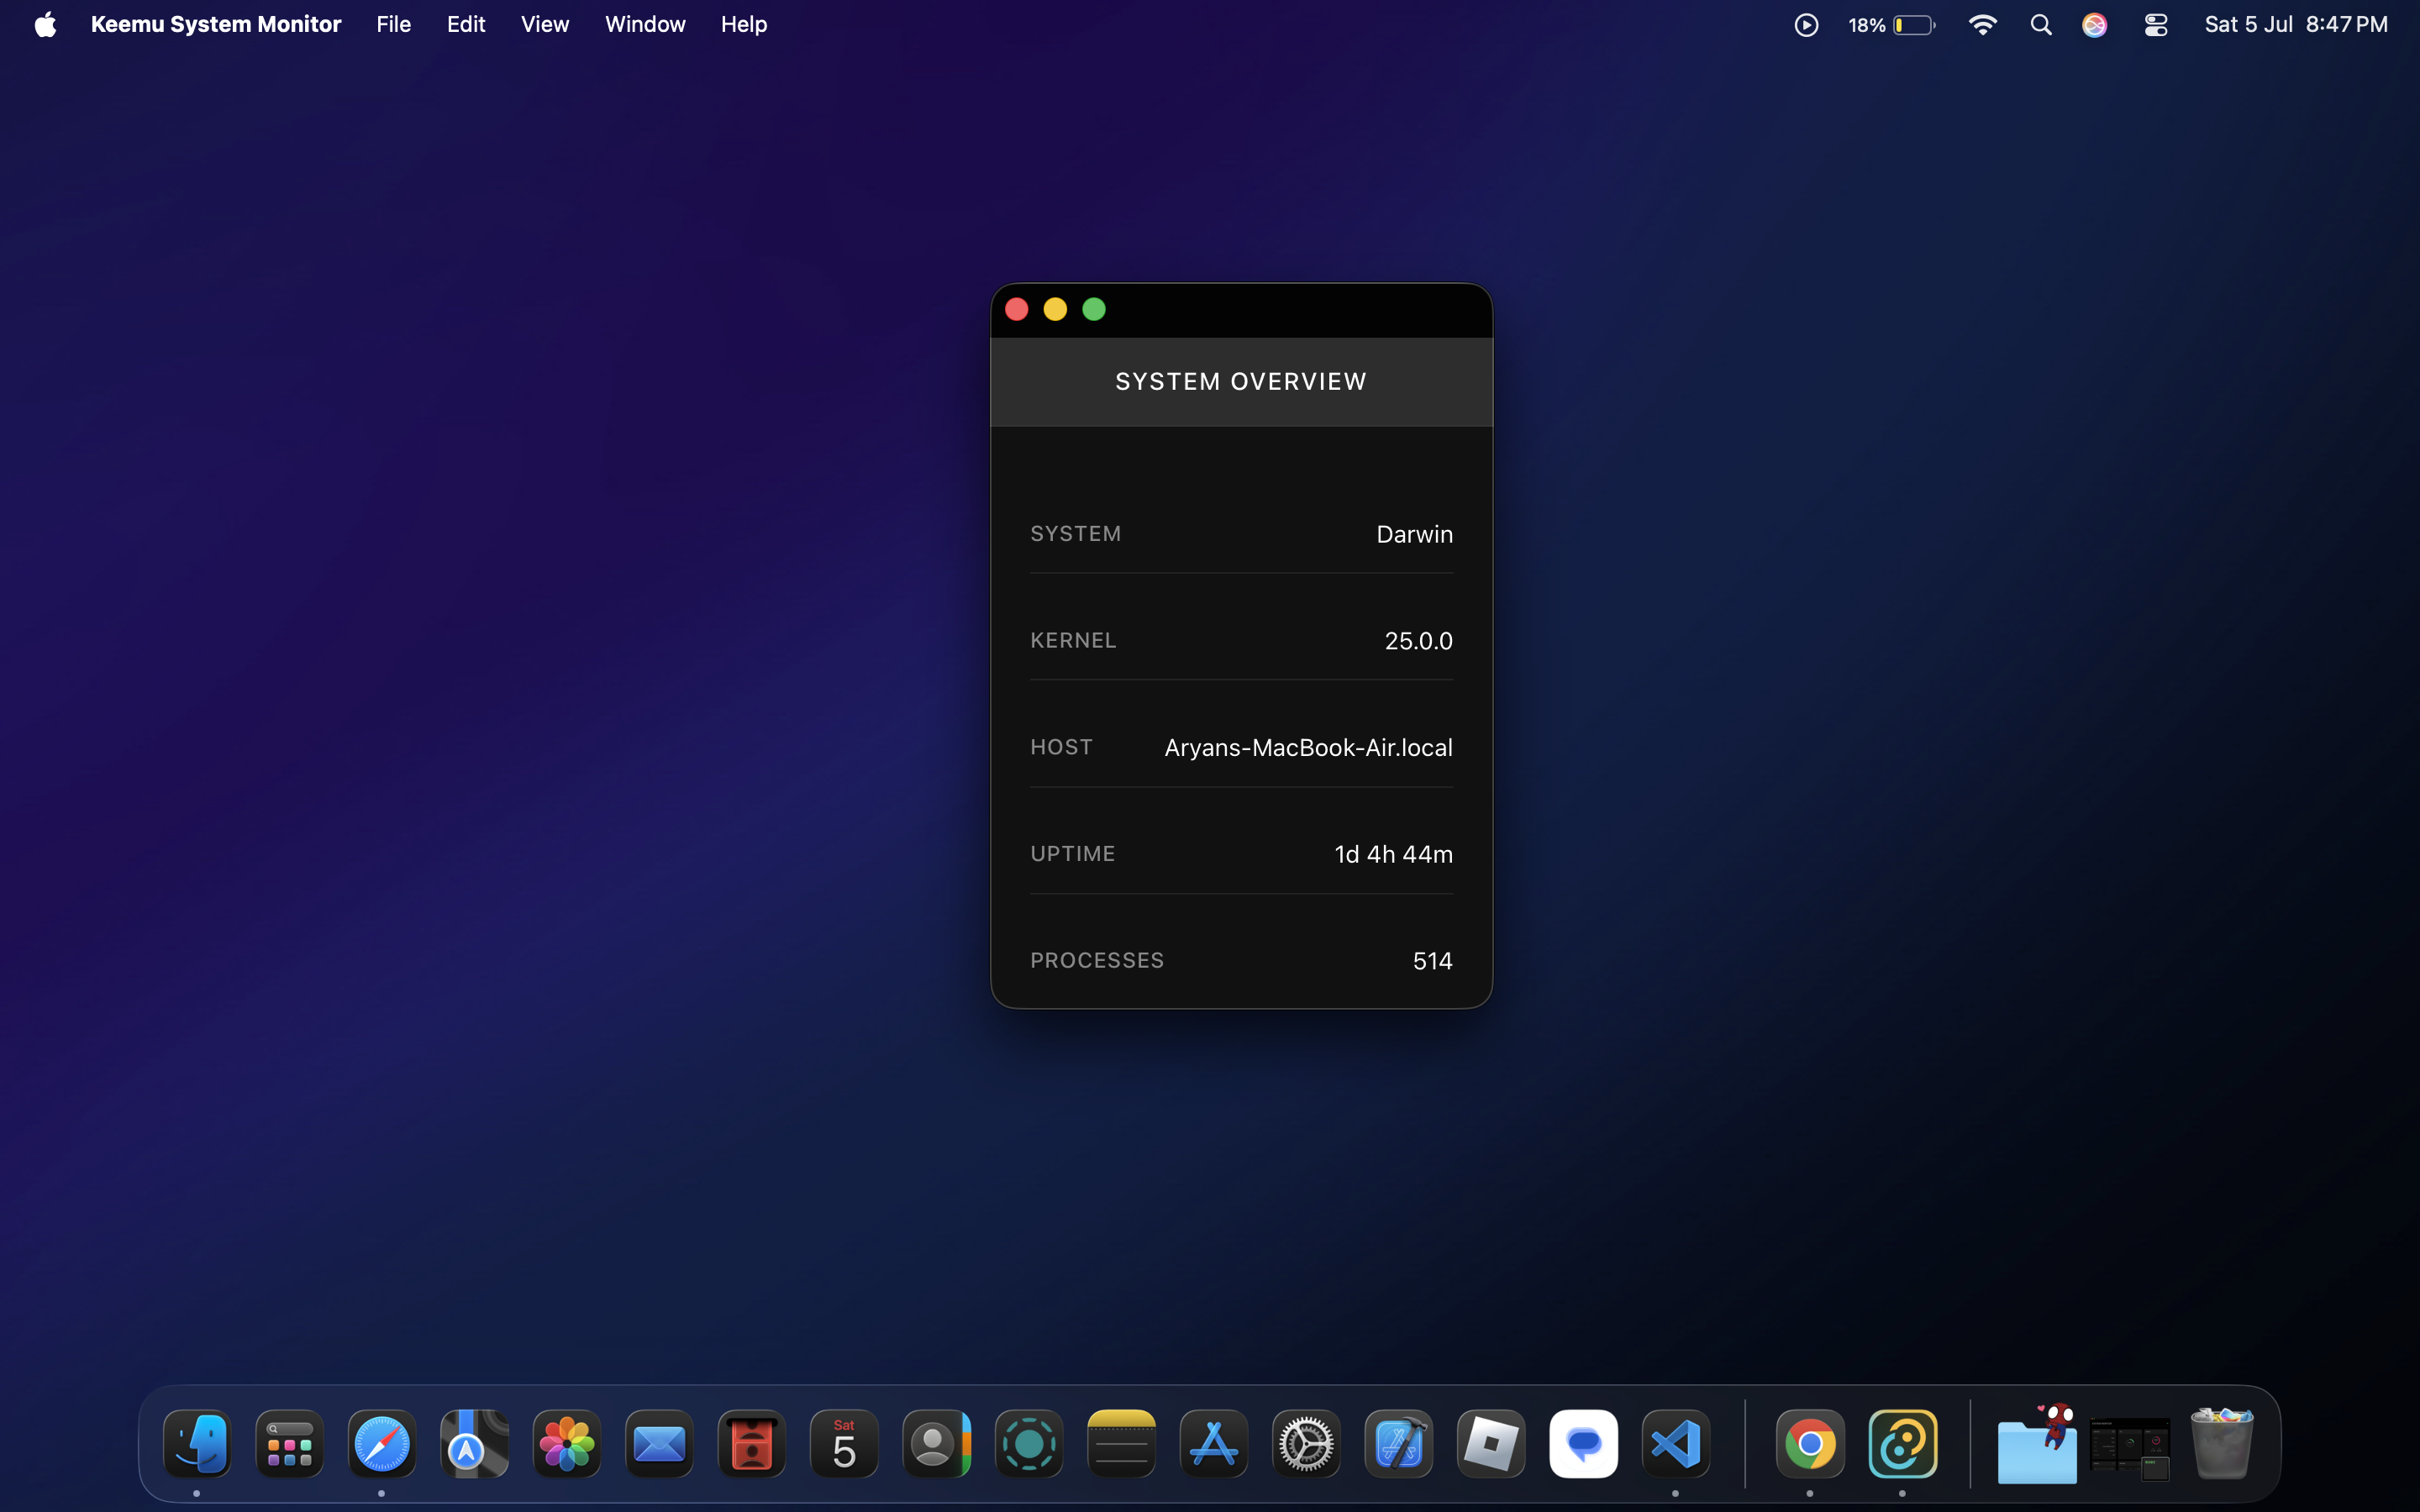 Keemu System Monitor File Edit View Window Help 18% Sat 5 Jul 8:47 PM
SYSTEM OVERVIEW
SYSTEM Darwin
KERNEL 25.0.0
HOST Aryans-MacBook-Air.local
UPTIME 1d 4h 44m
PROCESSES 514
Sat
5